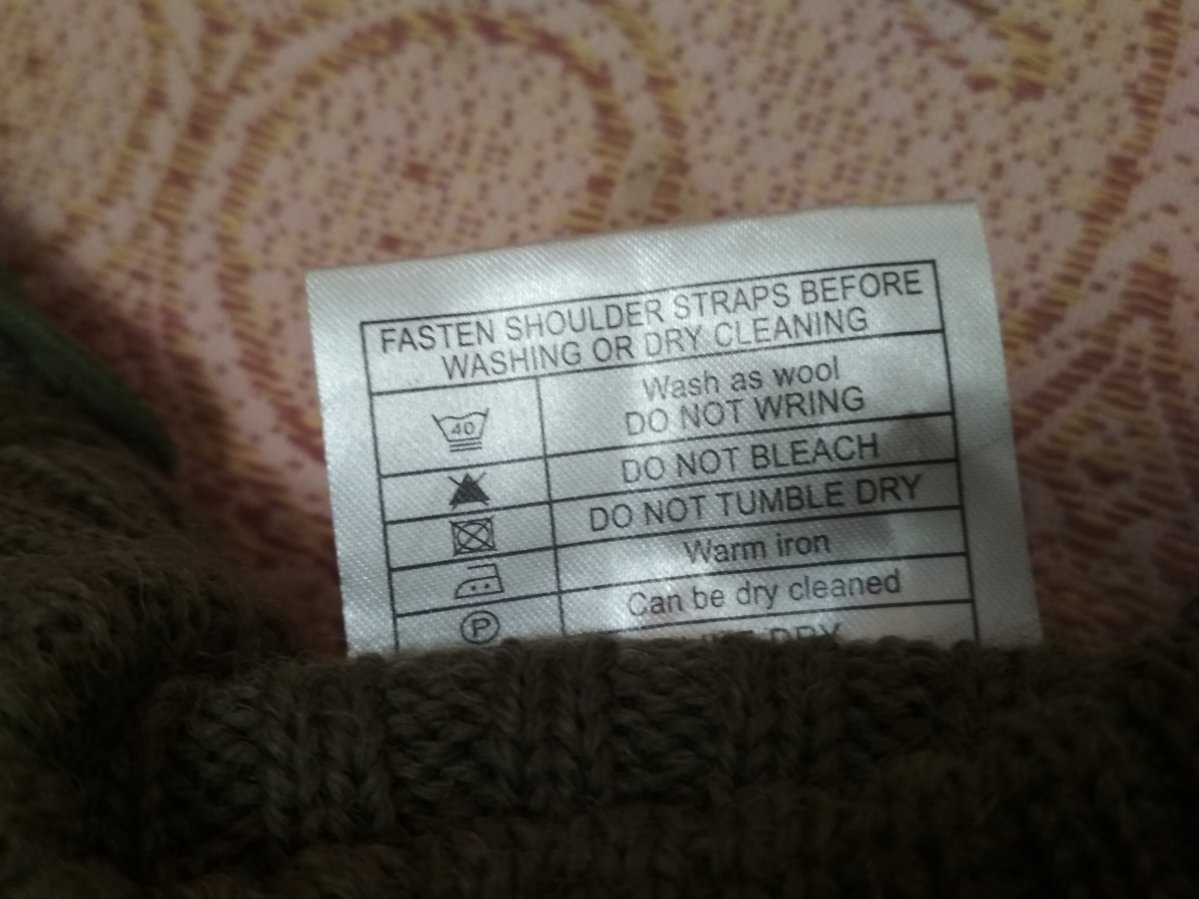 FASTEN SHOULDER STRAPS BEFORE
WASHING OR DRY CLEANING
40
Wash as wool
DO NOT WRING
DO NOT BLEACH
DO NOT TUMBLE DRY
Warm iron
P
Can be dry cleaned
DRY